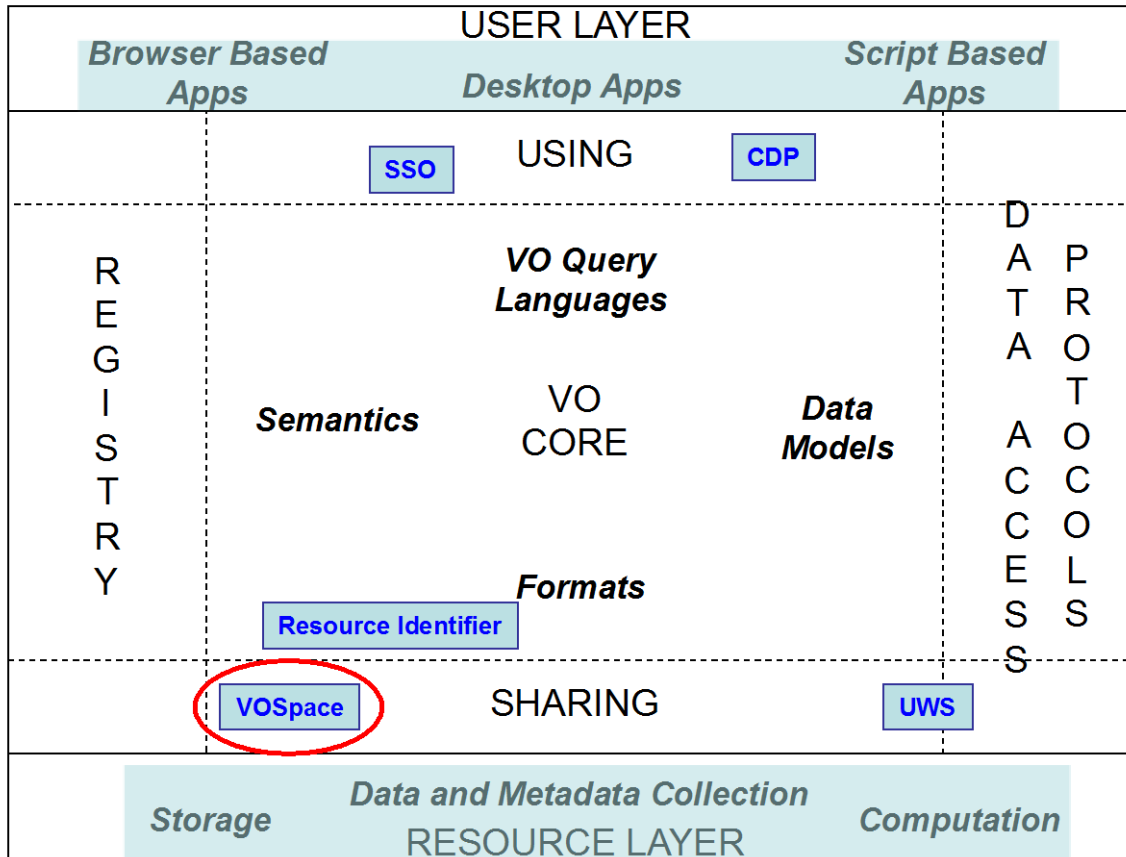 USER LAYER
Browser Based
Apps
Desktop Apps
Script Based
Apps
USING
SSO
CDP
REGISTRY
VO Query
Languages
Semantics
VO
CORE
Data
Models
Formats
Resource Identifier
DATA ACCESS
PROTOCOLS
VOSpace
SHARING
UWS
Storage
Data and Metadata Collection
Computation
RESOURCE LAYER